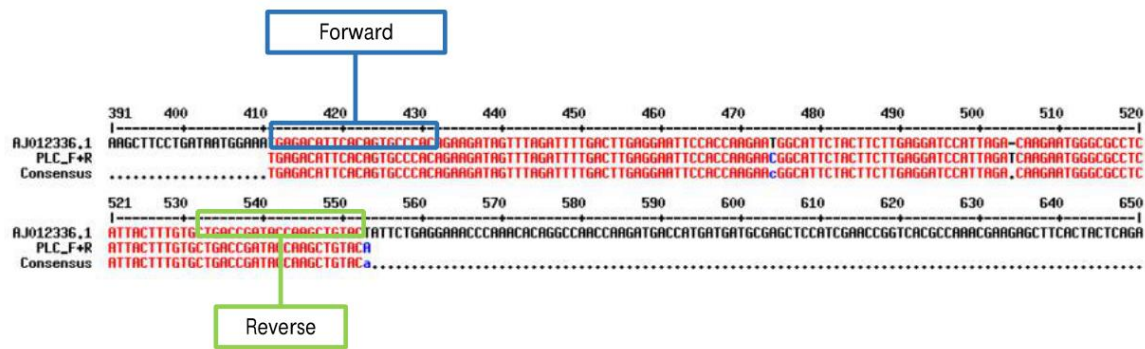 Forward
391 400 410 420 430 440 450 460 470 480 490 500 510 520
|--------+---------+---------+---------+---------+---------+---------+---------+---------+---------+---------+---------+---------|
AJ012336.1 AAGCTTCCTGATAATGGAAATGAGACATTCACAGTGCCCACAGAAGATAGTTTAGATTTTGACTTGAGGAATTCCACCAAGAATGGCATTCTACTTCTTGAGGATCCATTAGA-CAAGAATGGGCGCCTC
PLC_F+R TGAGACATTCACAGTGCCCACAGAAGATAGTTTAGATTTTGACTTGAGGAATTCCACCAAGAACGGCATTCTACTTCTTGAGGATCCATTAGATCAAGAATGGGCGCCTC
Consensus ....................TGAGACATTCACAGTGCCCACAGAAGATAGTTTAGATTTTGACTTGAGGAATTCCACCAAGAAcGGCATTCTACTTCTTGAGGATCCATTAGA.CAAGAATGGGCGCCTC
521 530 540 550 560 570 580 590 600 610 620 630 640 650
|--------+---------+---------+---------+---------+---------+---------+---------+---------+---------+---------+---------+---------|
AJ012336.1 ATTACTTTGTGCTGACCGATACCAAGCTGTACTATTCTGAGGAAACCCAAACACAGGCCAACCAAGATGACCATGATGATGCGAGCTCCATCGAACCGGTCACGCCAAACGAAGAGCTTCACTACTCAGA
PLC_F+R ATTACTTTGTGCTGACCGATACCAAGCTGTACA
Consensus ATTACTTTGTGCTGACCGATACCAAGCTGTACa.................................................................................................
Reverse